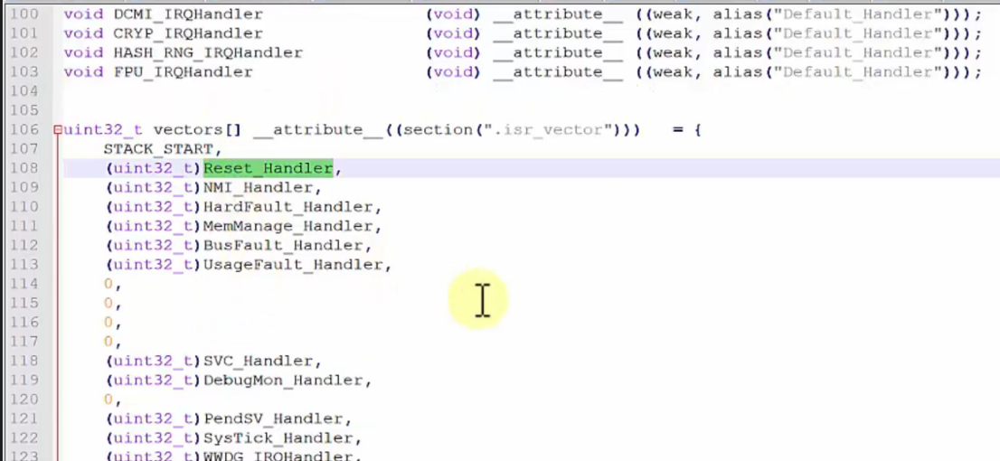 100 void DCMI_IRQHandler (void) __attribute__ ((weak, alias("Default_Handler")));
101 void CRYP_IRQHandler (void) __attribute__ ((weak, alias("Default_Handler")));
102 void HASH_RNG_IRQHandler (void) __attribute__ ((weak, alias("Default_Handler")));
103 void FPU_IRQHandler (void) __attribute__ ((weak, alias("Default_Handler")));
104
105
106 uint32_t vectors[] __attribute__((section(".isr_vector"))) = {
107 STACK_START,
108 (uint32_t)Reset_Handler,
109 (uint32_t)NMI_Handler,
110 (uint32_t)HardFault_Handler,
111 (uint32_t)MemManage_Handler,
112 (uint32_t)BusFault_Handler,
113 (uint32_t)UsageFault_Handler,
114 0,
115 0,
116 0,
117 0,
118 (uint32_t)SVC_Handler,
119 (uint32_t)DebugMon_Handler,
120 0,
121 (uint32_t)PendSV_Handler,
122 (uint32_t)SysTick_Handler,
123 (uint32_t)WWDG_IRQHandler,